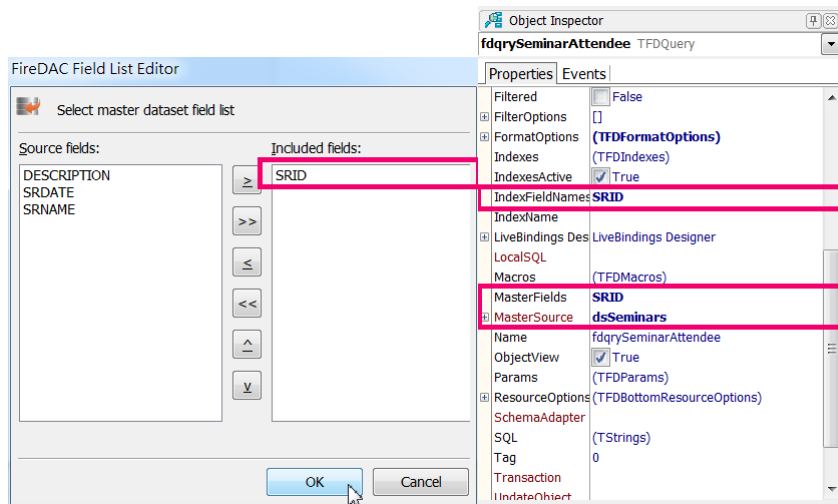 FireDAC Field List Editor
Select master dataset field list
Source fields:
DESCRIPTION
SRDATE
SRNAME
≥
>>
≤
<<
^
v
Included fields:
SRID
OK
Cancel
Object Inspector
fdqrySeminarAttendee TFDQuery
Properties Events
Filtered False
FilterOptions []
FormatOptions (TFDFormatOptions)
Indexes (TFDIndexes)
IndexesActive True
IndexFieldNames SRID
IndexName
LiveBindings Des LiveBindings Designer
LocalSQL
Macros (TFDMacros)
MasterFields SRID
MasterSource dsSeminars
Name fdqrySeminarAttendee
ObjectView True
Params (TFDParams)
ResourceOptions (TFDBottomResourceOptions)
SchemaAdapter
SQL (TStrings)
Tag 0
Transaction
UpdateObject